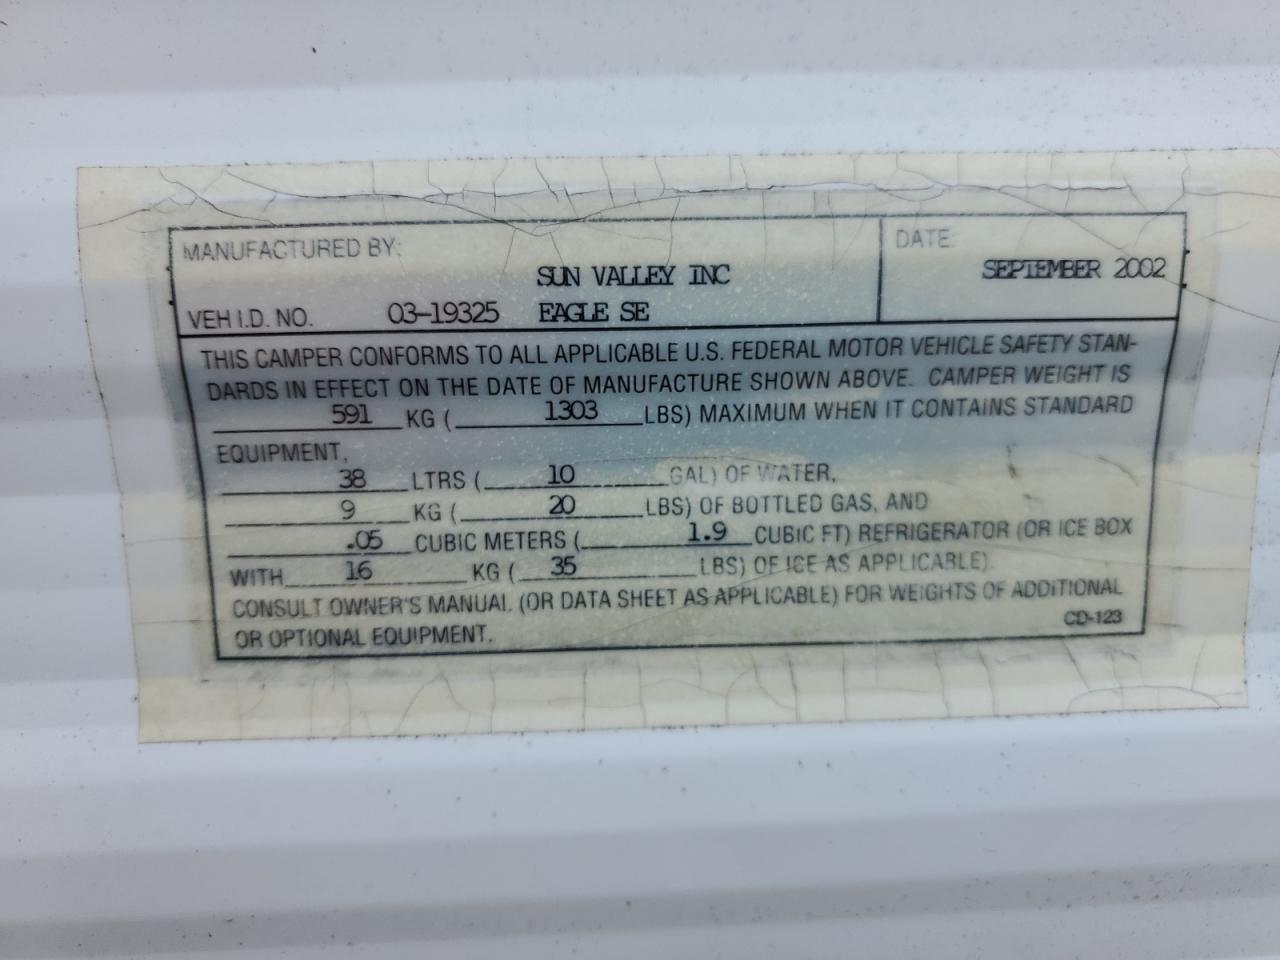 MANUFACTURED BY: DATE:
SUN VALLEY INC SEPTEMBER 2002
VEH I.D. NO. 03-19325 EAGLE SE
THIS CAMPER CONFORMS TO ALL APPLICABLE U.S. FEDERAL MOTOR VEHICLE SAFETY STAN-
DARDS IN EFFECT ON THE DATE OF MANUFACTURE SHOWN ABOVE. CAMPER WEIGHT IS
591 KG ( 1303 LBS) MAXIMUM WHEN IT CONTAINS STANDARD
EQUIPMENT,
38 LTRS ( 10 GAL) OF WATER,
9 KG ( 20 LBS) OF BOTTLED GAS, AND
.05 CUBIC METERS ( 1.9 CUBIC FT) REFRIGERATOR (OR ICE BOX
WITH 16 KG ( 35 LBS) OF ICE AS APPLICABLE).
CONSULT OWNER'S MANUAL (OR DATA SHEET AS APPLICABLE) FOR WEIGHTS OF ADDITIONAL
OR OPTIONAL EQUIPMENT. CD-123